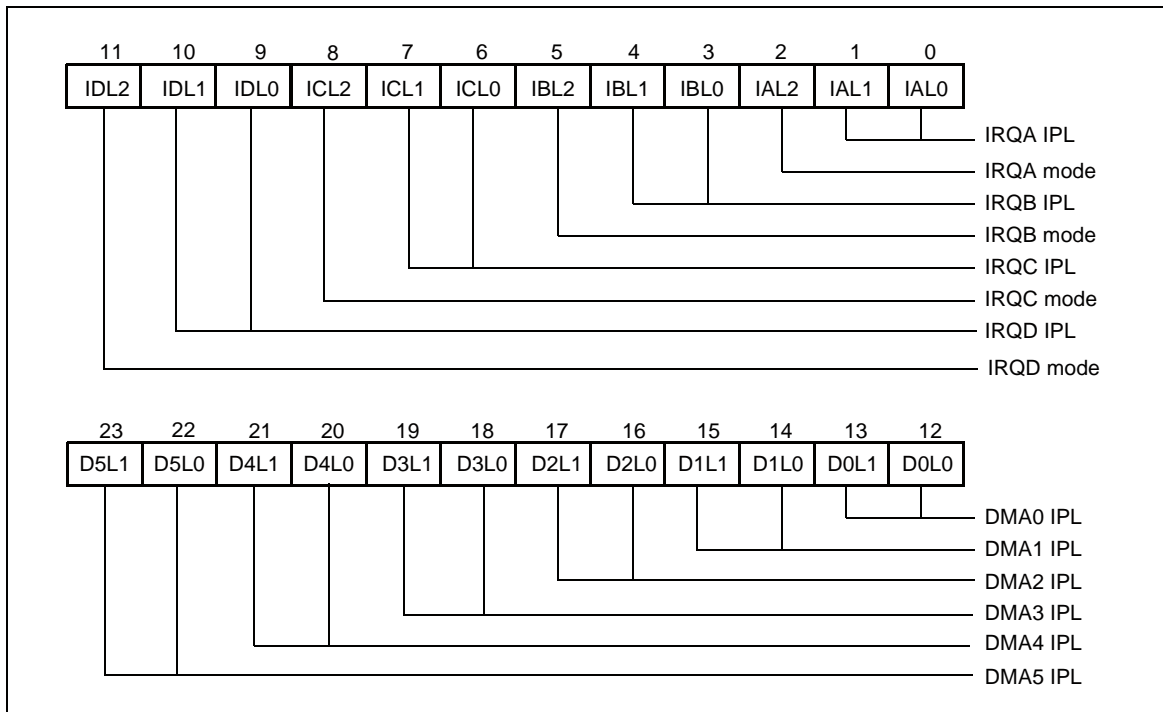 11 10 9 8 7 6 5 4 3 2 1 0
IDL2 IDL1 IDL0 ICL2 ICL1 ICL0 IBL2 IBL1 IBL0 IAL2 IAL1 IAL0
IRQA IPL
IRQA mode
IRQB IPL
IRQB mode
IRQC IPL
IRQC mode
IRQD IPL
IRQD mode
23 22 21 20 19 18 17 16 15 14 13 12
D5L1 D5L0 D4L1 D4L0 D3L1 D3L0 D2L1 D2L0 D1L1 D1L0 D0L1 D0L0
DMA0 IPL
DMA1 IPL
DMA2 IPL
DMA3 IPL
DMA4 IPL
DMA5 IPL